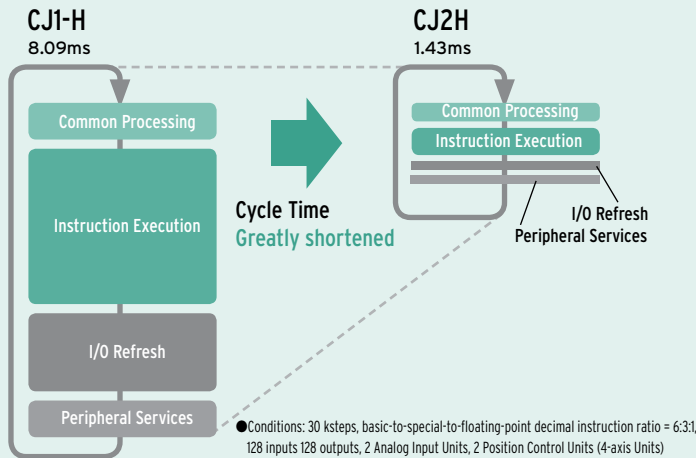 CJ1-H
8.09ms
Common Processing
Instruction Execution
I/O Refresh
Peripheral Services
Cycle Time
Greatly shortened
CJ2H
1.43ms
Common Processing
Instruction Execution
I/O Refresh
Peripheral Services
●Conditions: 30 ksteps, basic-to-special-to-floating-point decimal instruction ratio = 6:3:1,
128 inputs 128 outputs, 2 Analog Input Units, 2 Position Control Units (4-axis Units)